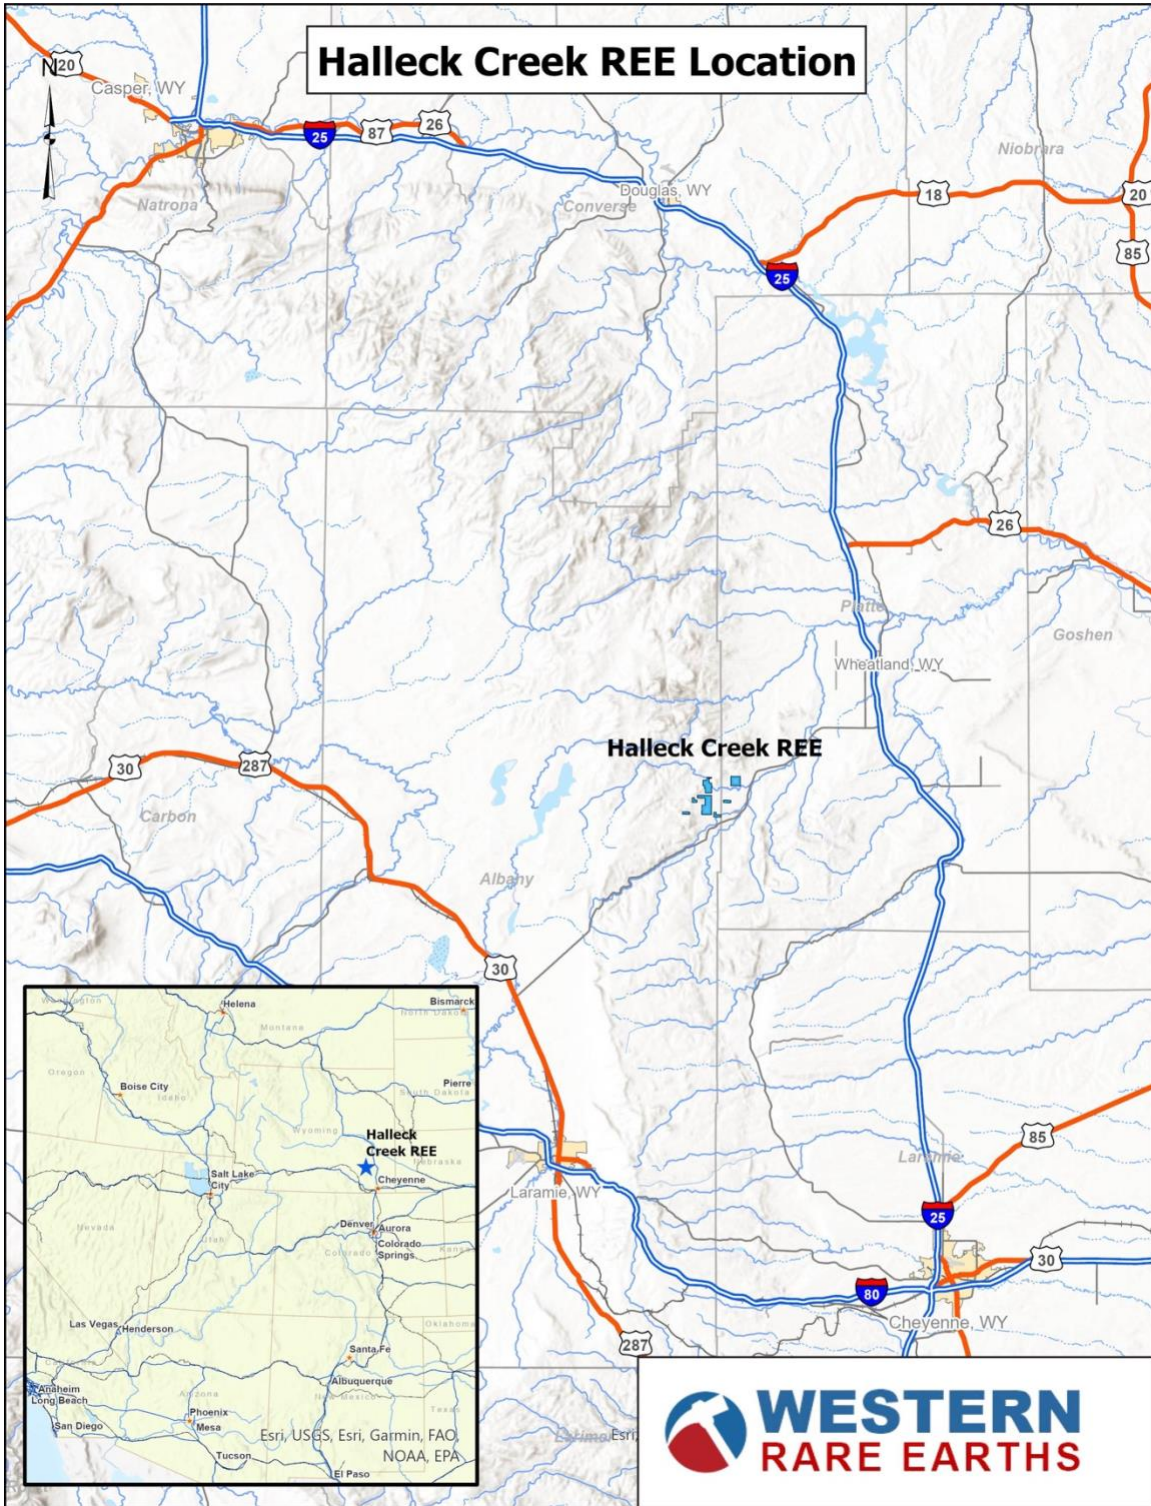 Halleck Creek REE Location
N
20
Casper, WY
25
87
26
Niobrara
Natrona
Converse
Douglas, WY
18
20
85
25
26
Platte
Goshen
Wheatland, WY
Halleck Creek REE
30
287
Carbon
Albany
30
85
Laramie
25
Laramie, WY
30
80
Cheyenne, WY
287
Washington
Helena
Bismarck
North Dakota
Montana
Oregon
Boise City
Idaho
Pierre
South Dakota
Wyoming
Halleck
Creek REE
Nebraska
Salt Lake
City
Cheyenne
Nevada
Utah
Denver
Aurora
Colorado
Colorado
Springs
Kansas
Las Vegas
Henderson
Oklahoma
California
Santa Fe
Albuquerque
Anaheim
Long Beach
Arizona
New Mexico
Texas
Phoenix
Mesa
San Diego
Tucson
El Paso
Esri, USGS, Esri, Garmin, FAO,
NOAA, EPA
Larimer
Esri,
WESTERN
RARE EARTHS